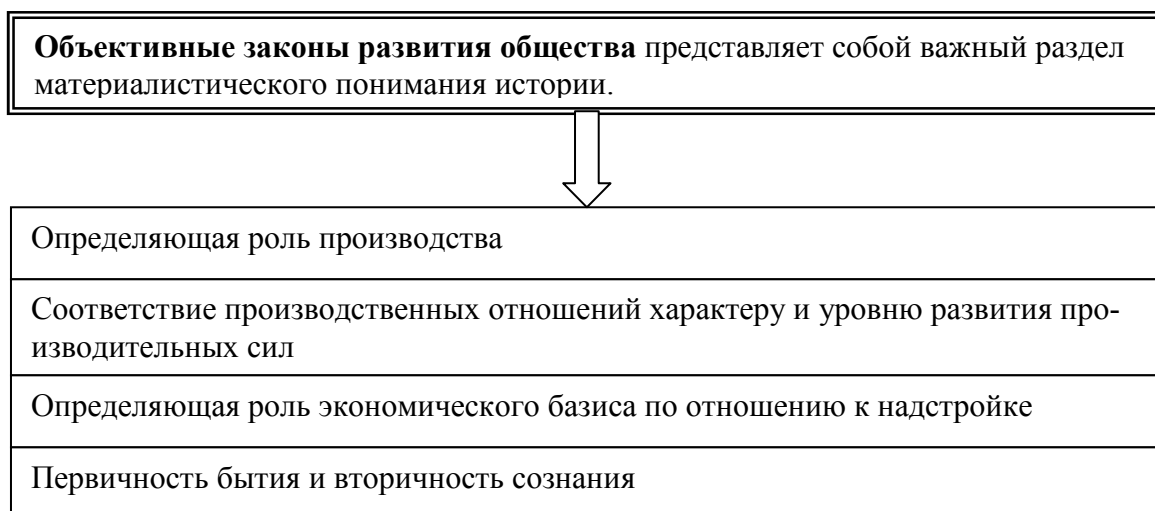 Объективные законы развития общества представляет собой важный раздел
материалистического понимания истории.
Определяющая роль производства
Соответствие производственных отношений характеру и уровню развития про-
изводительных сил
Определяющая роль экономического базиса по отношению к надстройке
Первичность бытия и вторичность сознания